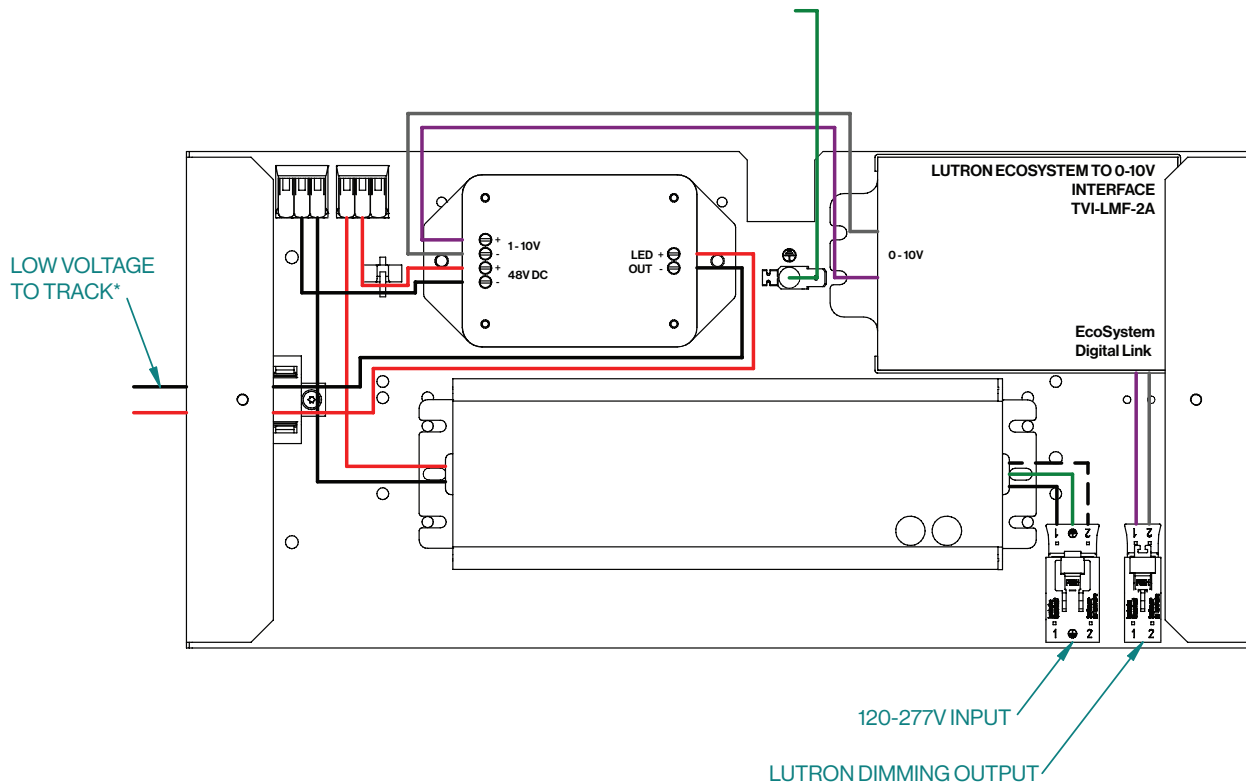 LUTRON ECOSYSTEM TO 0-10V
INTERFACE
TVI-LMF-2A
+
1 - 10V
-
+
48V DC
-
LED +
OUT -
0 - 10V
LOW VOLTAGE
TO TRACK*
EcoSystem
Digital Link
1 2
1 2
1 2
1 2
120-277V INPUT
LUTRON DIMMING OUTPUT